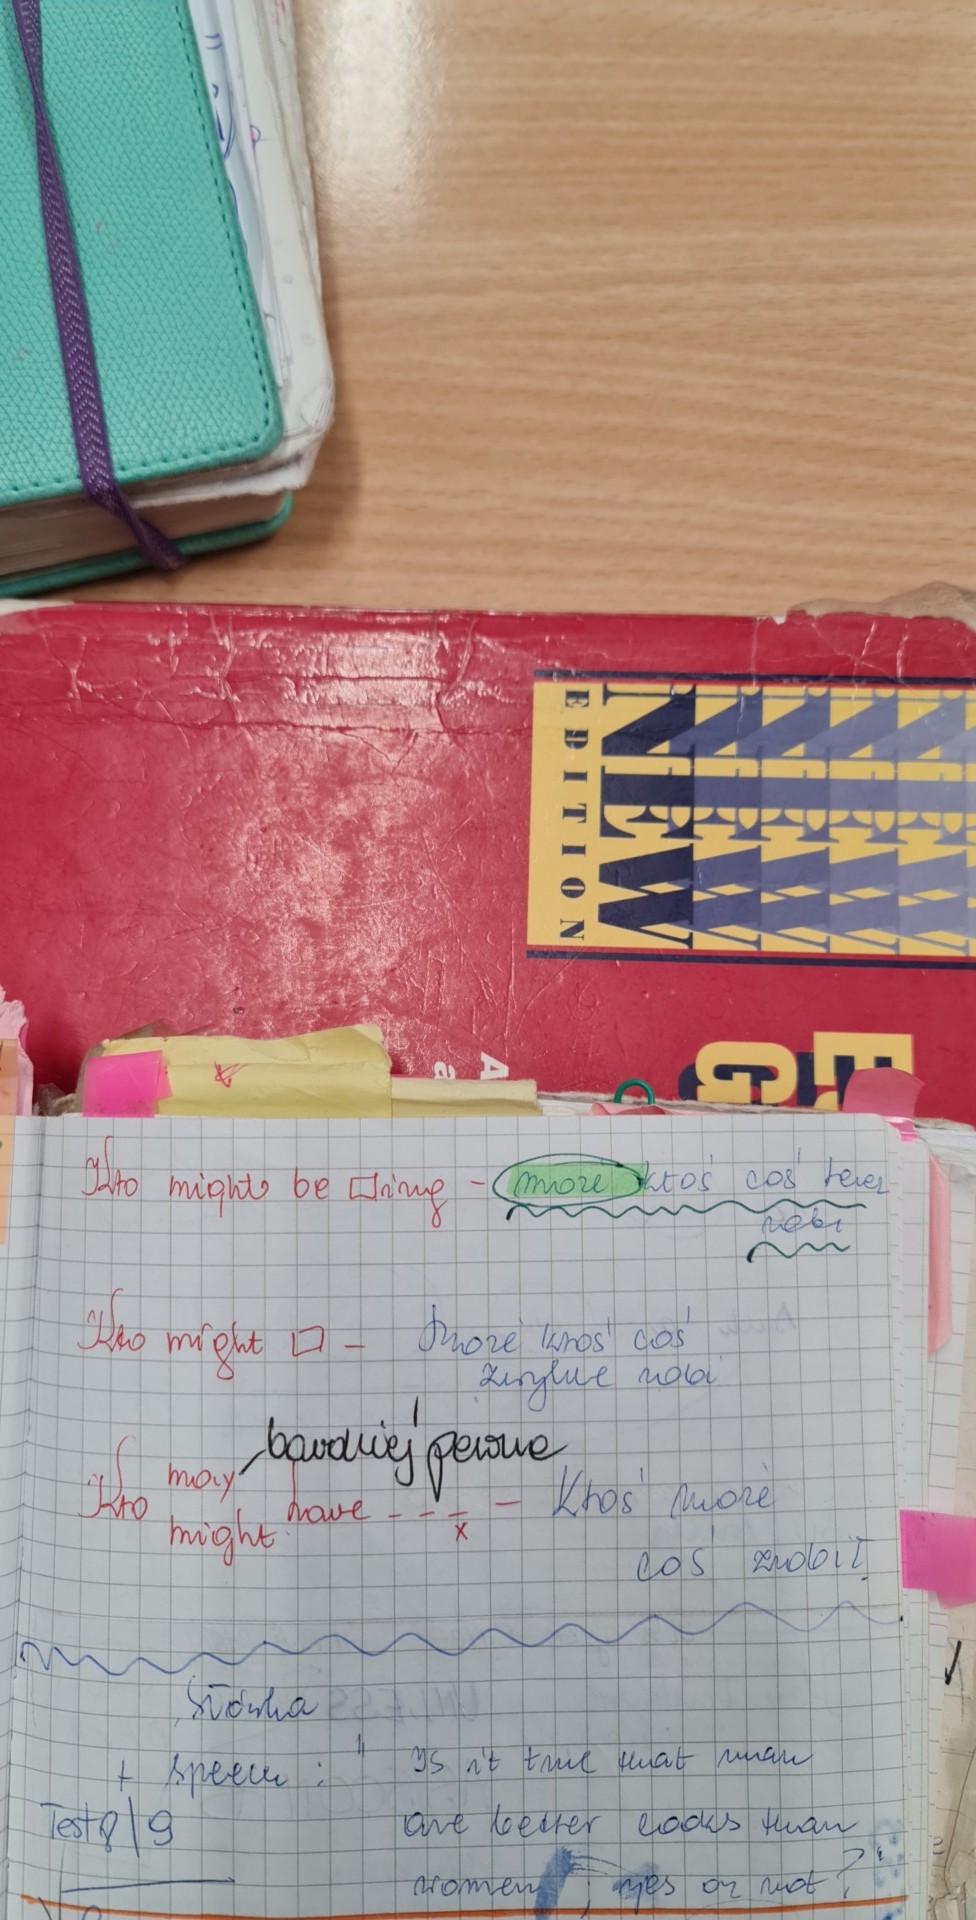 NEW
EDITION
Kto might be □ing - może ktoś coś teraz
robi
Kto might □ - może ktoś coś
zwykle robi
bardziej pewne
may
Kto have - - - - Ktoś może
might x
coś zrobił
Słówka
+ speech : " Is it true that man
Test 8/9 are better cooks than
women ; yes or not?"